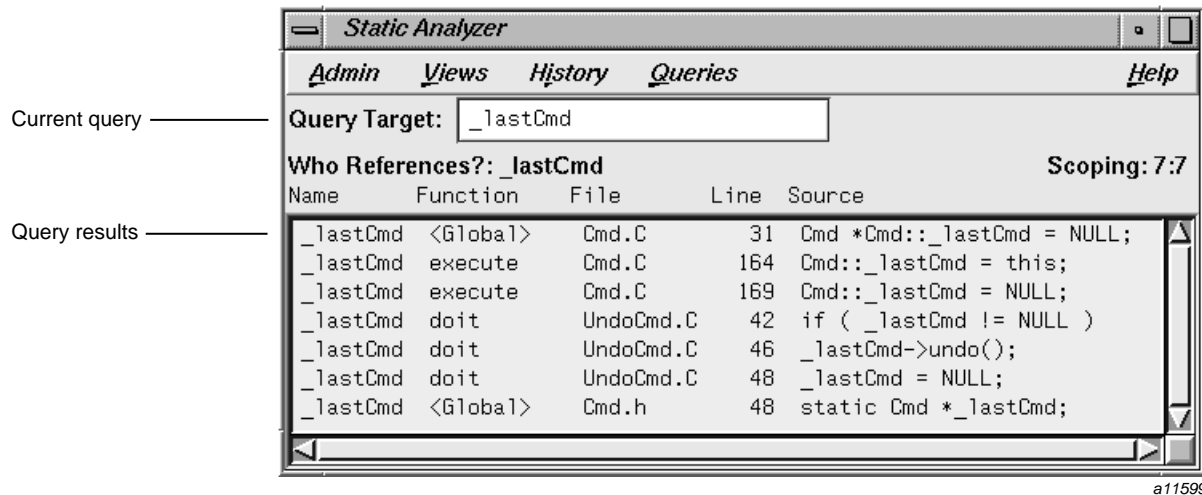 Static Analyzer
Admin Views History Queries Help
Current query Query Target: _lastCmd
Who References?: _lastCmd Scoping: 7:7
Name Function File Line Source
Query results _lastCmd <Global> Cmd.C 31 Cmd *Cmd::_lastCmd = NULL;
_lastCmd execute Cmd.C 164 Cmd::_lastCmd = this;
_lastCmd execute Cmd.C 169 Cmd::_lastCmd = NULL;
_lastCmd doit UndoCmd.C 42 if ( _lastCmd != NULL )
_lastCmd doit UndoCmd.C 46 _lastCmd->undo();
_lastCmd doit UndoCmd.C 48 _lastCmd = NULL;
_lastCmd <Global> Cmd.h 48 static Cmd *_lastCmd;
a11599